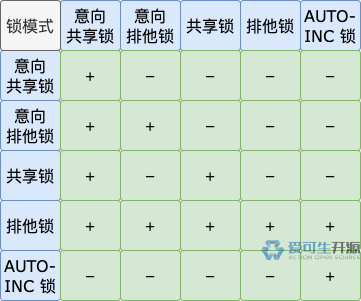 锁模式 意向共享锁 意向排他锁 共享锁 排他锁 AUTO-INC 锁
意向共享锁 + − − − −
意向排他锁 + + − − −
共享锁 + − + − −
排他锁 + + + + +
AUTO-INC 锁 − − − − +
爱可生开源
ACTION OPEN SOURCE